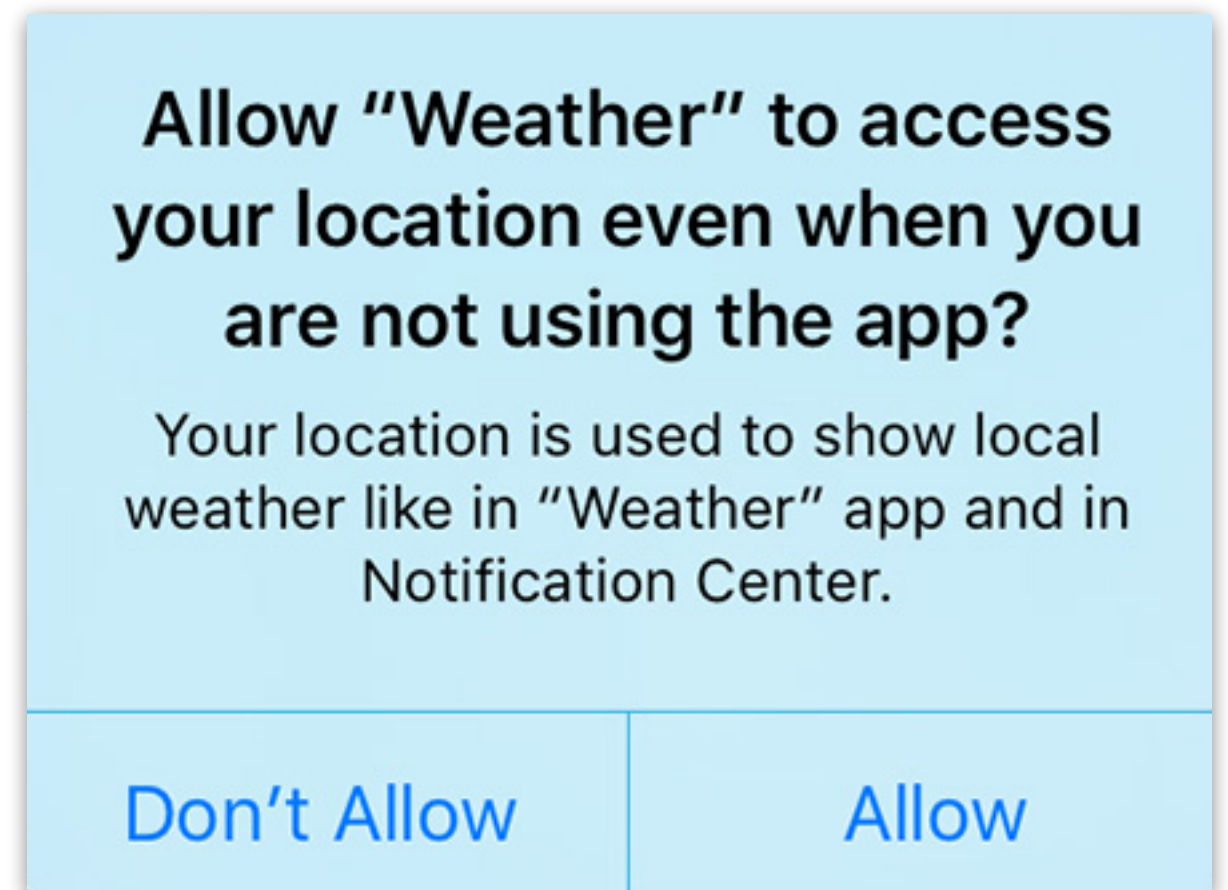 Allow “Weather” to access
your location even when you
are not using the app?
Your location is used to show local
weather like in “Weather” app and in
Notification Center.
Don’t Allow
Allow